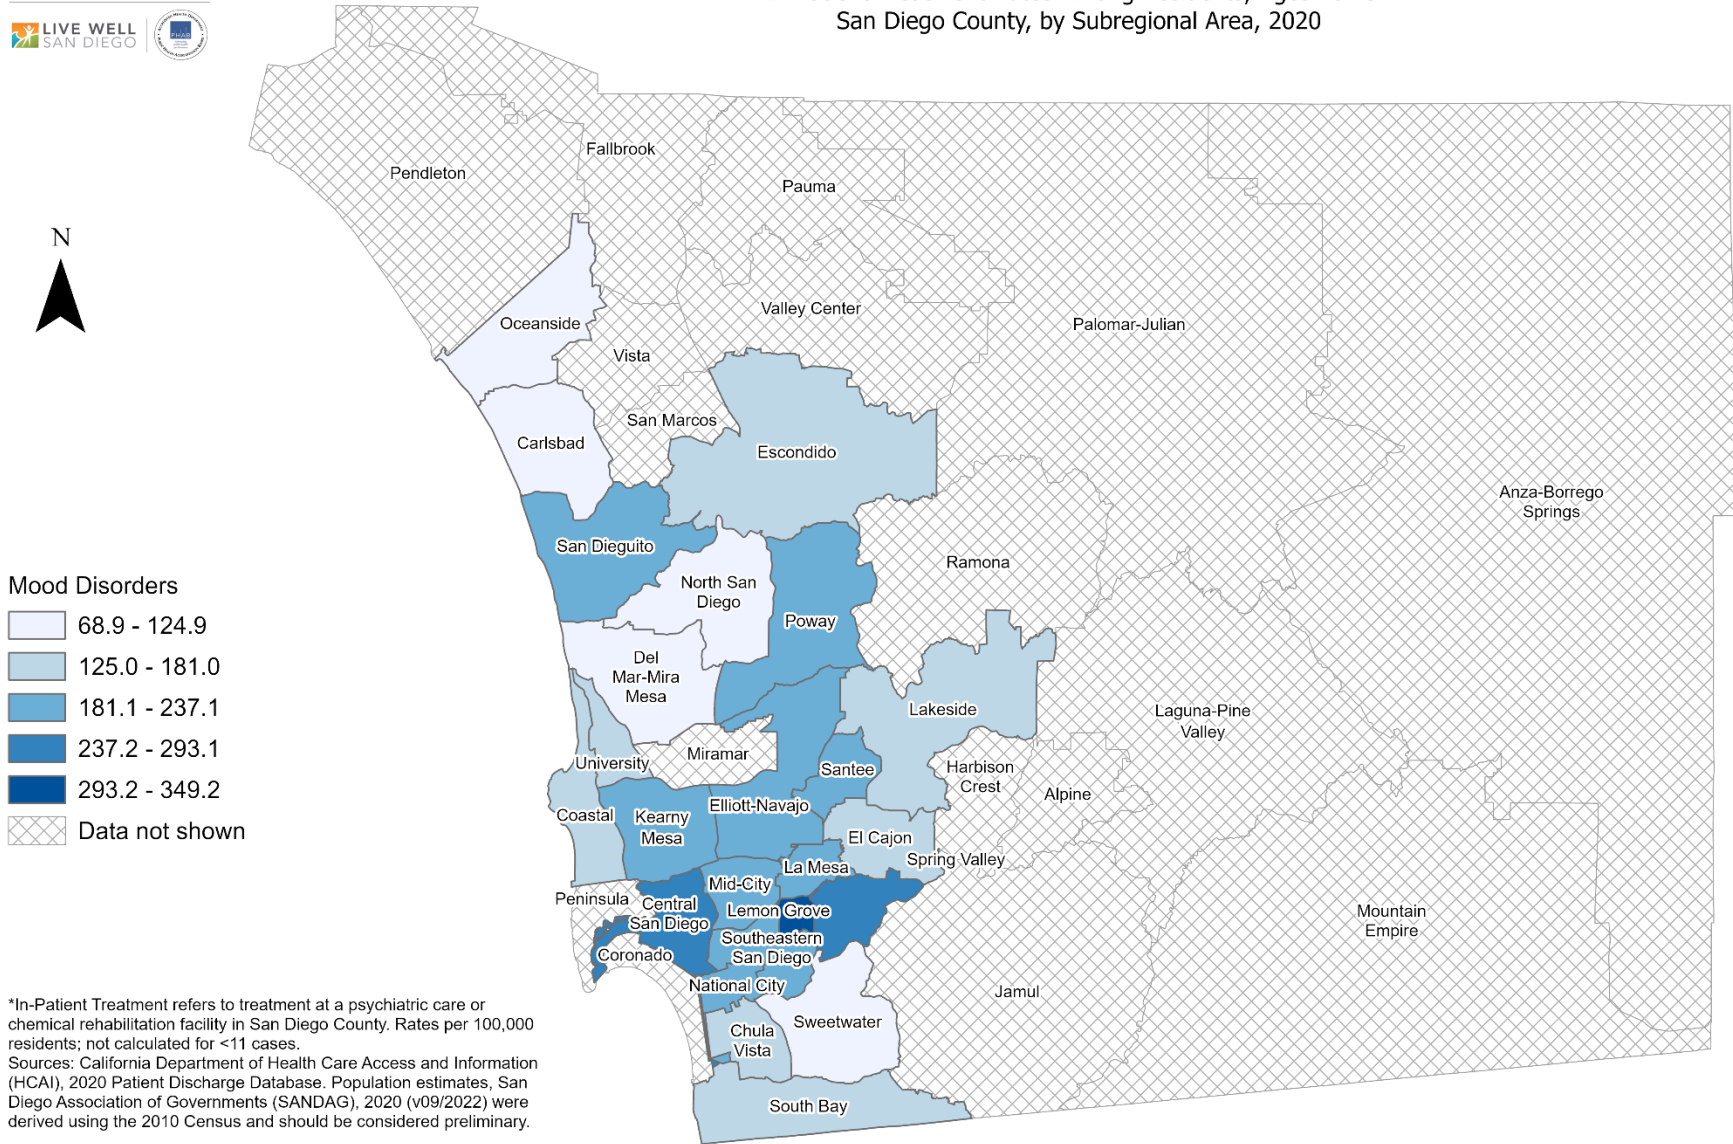 LIVE WELL
SAN DIEGO
PHAB
San Diego County, by Subregional Area, 2020
N
Pendleton
Fallbrook
Pauma
Oceanside
Valley Center
Palomar-Julian
Vista
San Marcos
Carlsbad
Escondido
Anza-Borrego
Springs
San Dieguito
Ramona
North San
Diego
Poway
Del
Mar-Mira
Mesa
Lakeside
Laguna-Pine
Valley
Miramar
University
Santee
Harbison
Crest
Alpine
Elliott-Navajo
Coastal
Kearny
Mesa
El Cajon
Spring Valley
La Mesa
Mid-City
Peninsula
Central
San Diego
Lemon Grove
Mountain
Empire
Southeastern
San Diego
Coronado
National City
Jamul
Sweetwater
Chula
Vista
South Bay
Mood Disorders
68.9 - 124.9
125.0 - 181.0
181.1 - 237.1
237.2 - 293.1
293.2 - 349.2
Data not shown
*In-Patient Treatment refers to treatment at a psychiatric care or
chemical rehabilitation facility in San Diego County. Rates per 100,000
residents; not calculated for <11 cases.
Sources: California Department of Health Care Access and Information
(HCAI), 2020 Patient Discharge Database. Population estimates, San
Diego Association of Governments (SANDAG), 2020 (v09/2022) were
derived using the 2010 Census and should be considered preliminary.